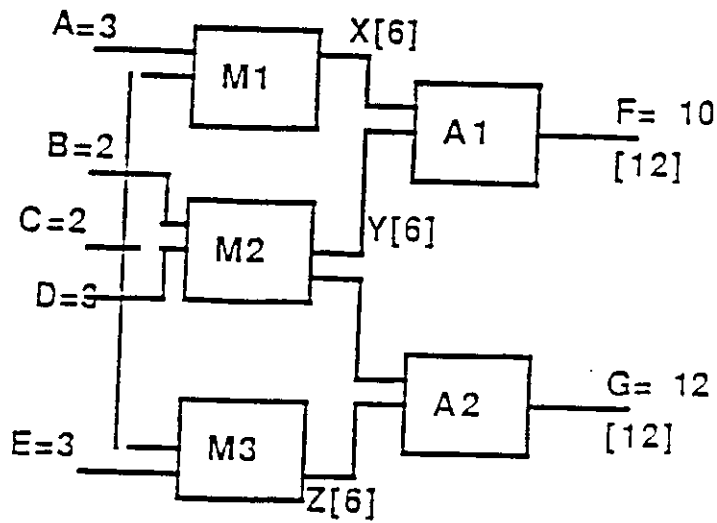 A=3
X[6]
M1
A1
F= 10
[12]
B=2
C=2
M2
Y[6]
D=3
A2
G= 12
[12]
E=3
M3
Z[6]